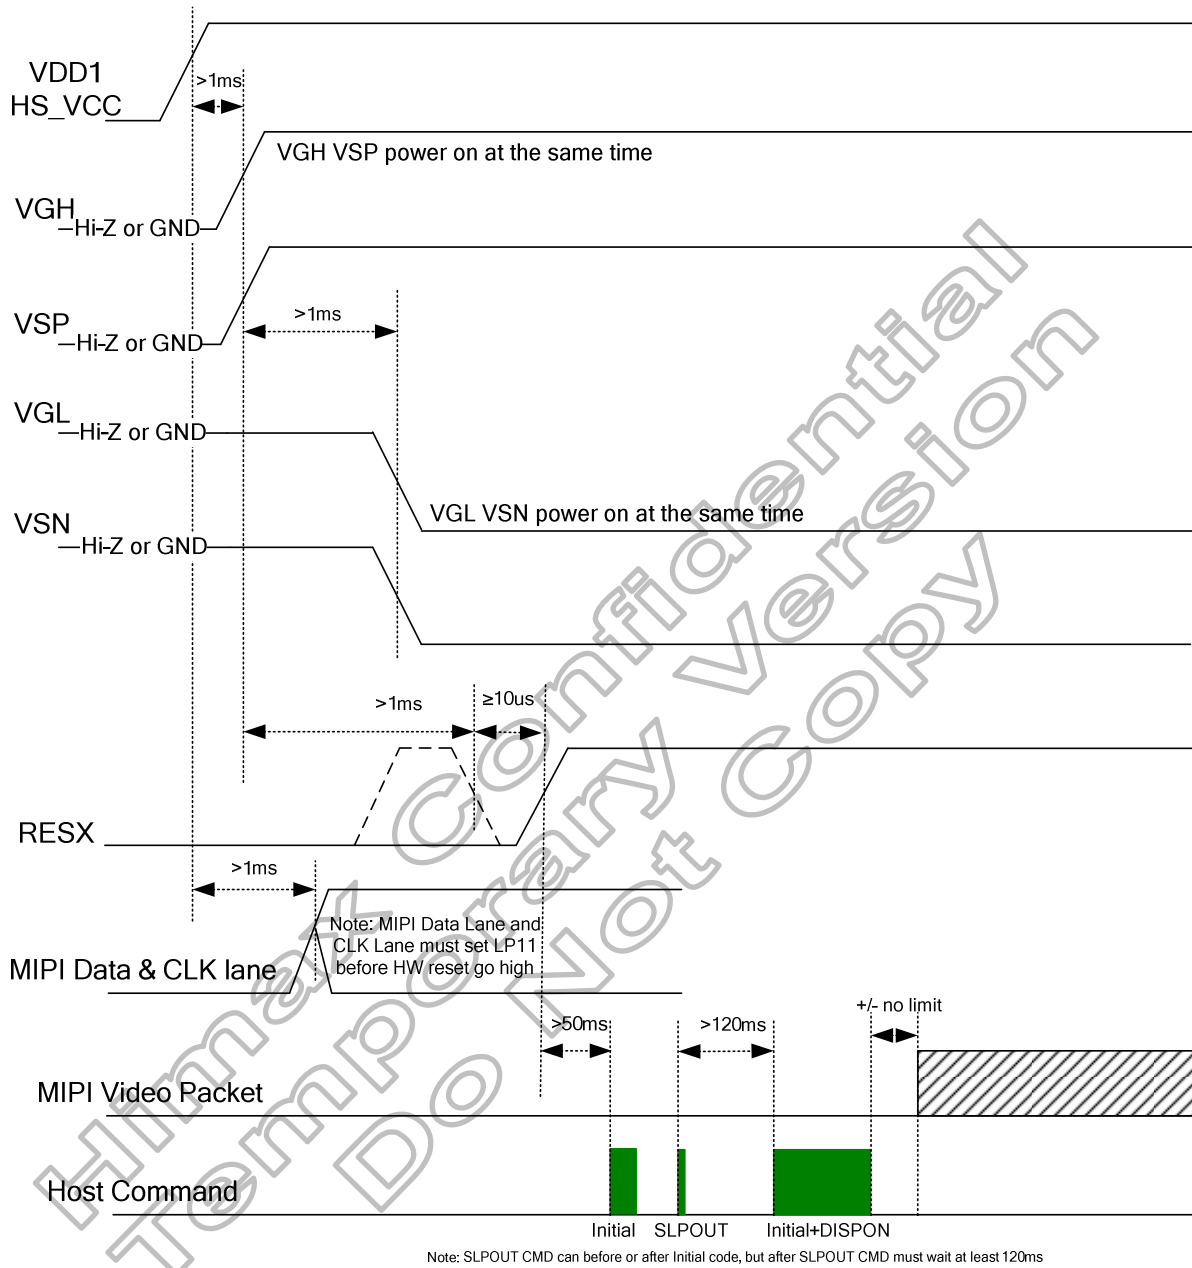 VDD1
HS_VCC
>1ms
VGH VSP power on at the same time
VGH
Hi-Z or GND
VSP
Hi-Z or GND
>1ms
VGL
Hi-Z or GND
VGL VSN power on at the same time
VSN
Hi-Z or GND
>1ms
≥10us
RESX
>1ms
Note: MIPI Data Lane and
CLK Lane must set LP11
before HW reset go high
MIPI Data & CLK lane
>50ms
>120ms
+/- no limit
MIPI Video Packet
Host Command
Initial
SLPOUT
Initial+DISPON
Note: SLPOUT CMD can before or after Initial code, but after SLPOUT CMD must wait at least 120ms
Himax Confidential
Temporary Version
Do Not Copy